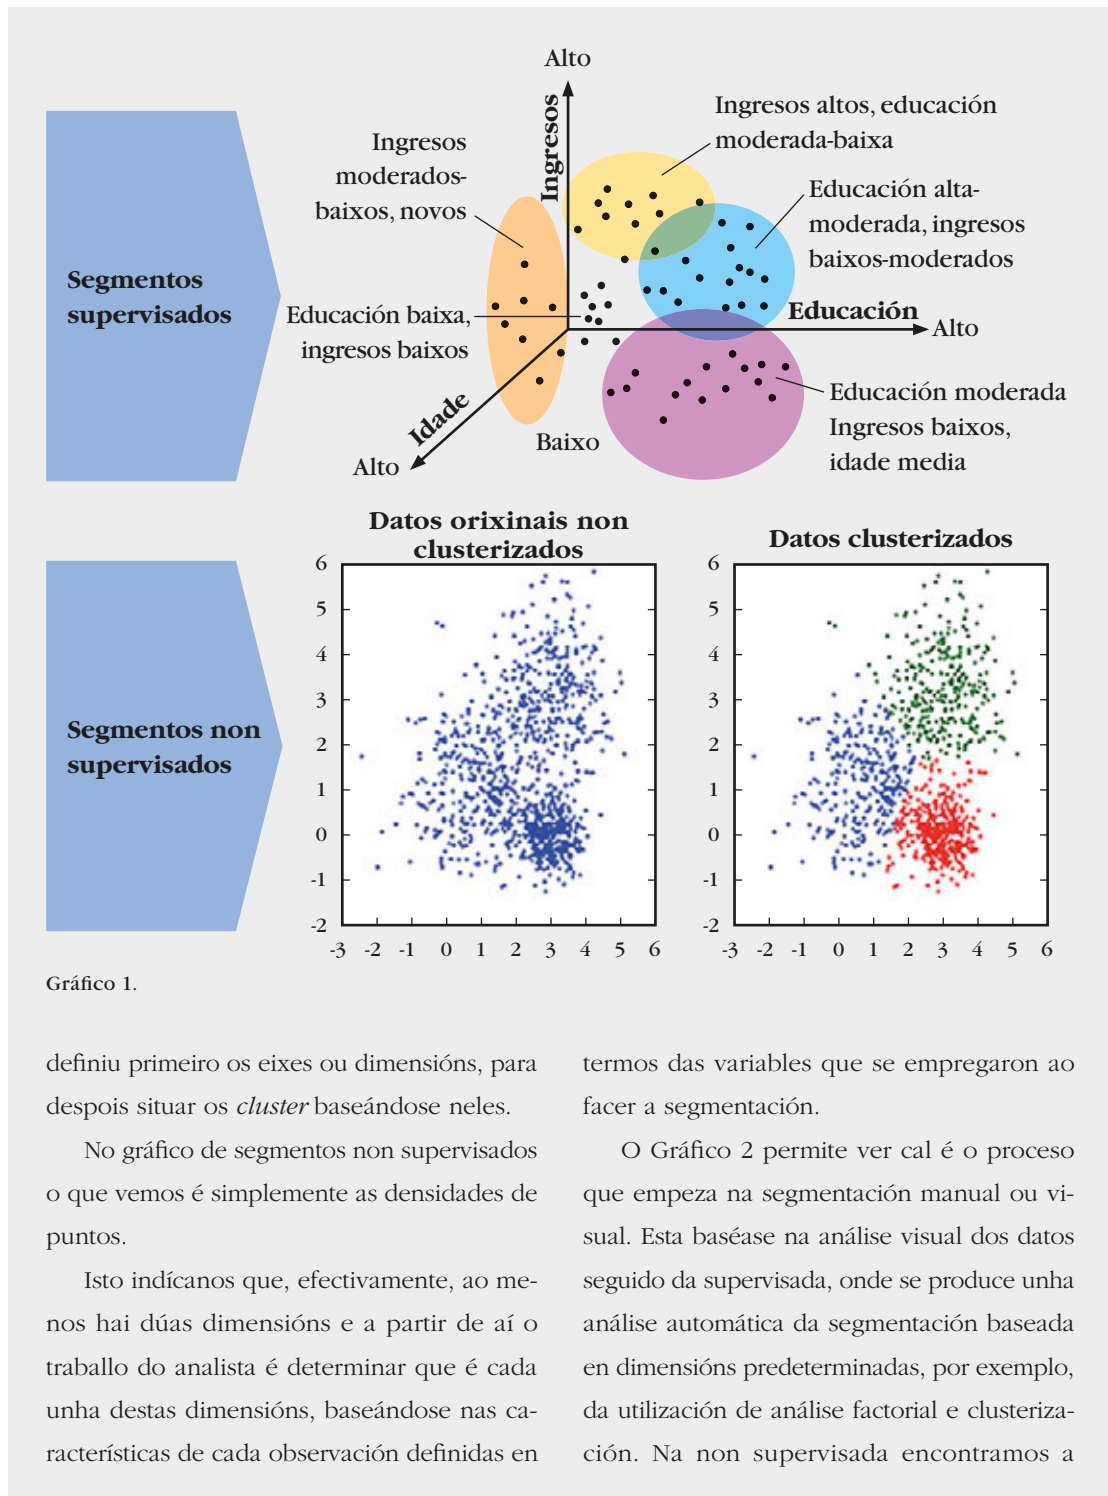 Segmentos
supervisados
Alto
Ingresos
Ingresos altos, educación
moderada-baixa
Ingresos
moderados-
baixos, novos
Educación alta-
moderada, ingresos
baixos-moderados
Educación baixa,
ingresos baixos
Educación
Alto
Idade
Alto
Baixo
Educación moderada
Ingresos baixos,
idade media
Segmentos non
supervisados
Datos orixinais non
clusterizados
6
5
4
3
2
1
0
-1
-2
-3 -2 -1 0 1 2 3 4 5 6
Datos clusterizados
6
5
4
3
2
1
0
-1
-2
-3 -2 -1 0 1 2 3 4 5 6
Gráfico 1.
definiu primeiro os eixes ou dimensións, para
despois situar os cluster baseándose neles.
No gráfico de segmentos non supervisados
o que vemos é simplemente as densidades de
puntos.
Isto indícanos que, efectivamente, ao me-
nos hai dúas dimensións e a partir de aí o
traballo do analista é determinar que é cada
unha destas dimensións, baseándose nas ca-
racterísticas de cada observación definidas en
termos das variables que se empregaron ao
facer a segmentación.
O Gráfico 2 permite ver cal é o proceso
que empeza na segmentación manual ou vi-
sual. Esta baséase na análise visual dos datos
seguido da supervisada, onde se produce unha
análise automática da segmentación baseada
en dimensións predeterminadas, por exemplo,
da utilización de análise factorial e clusteriza-
ción. Na non supervisada encontramos a